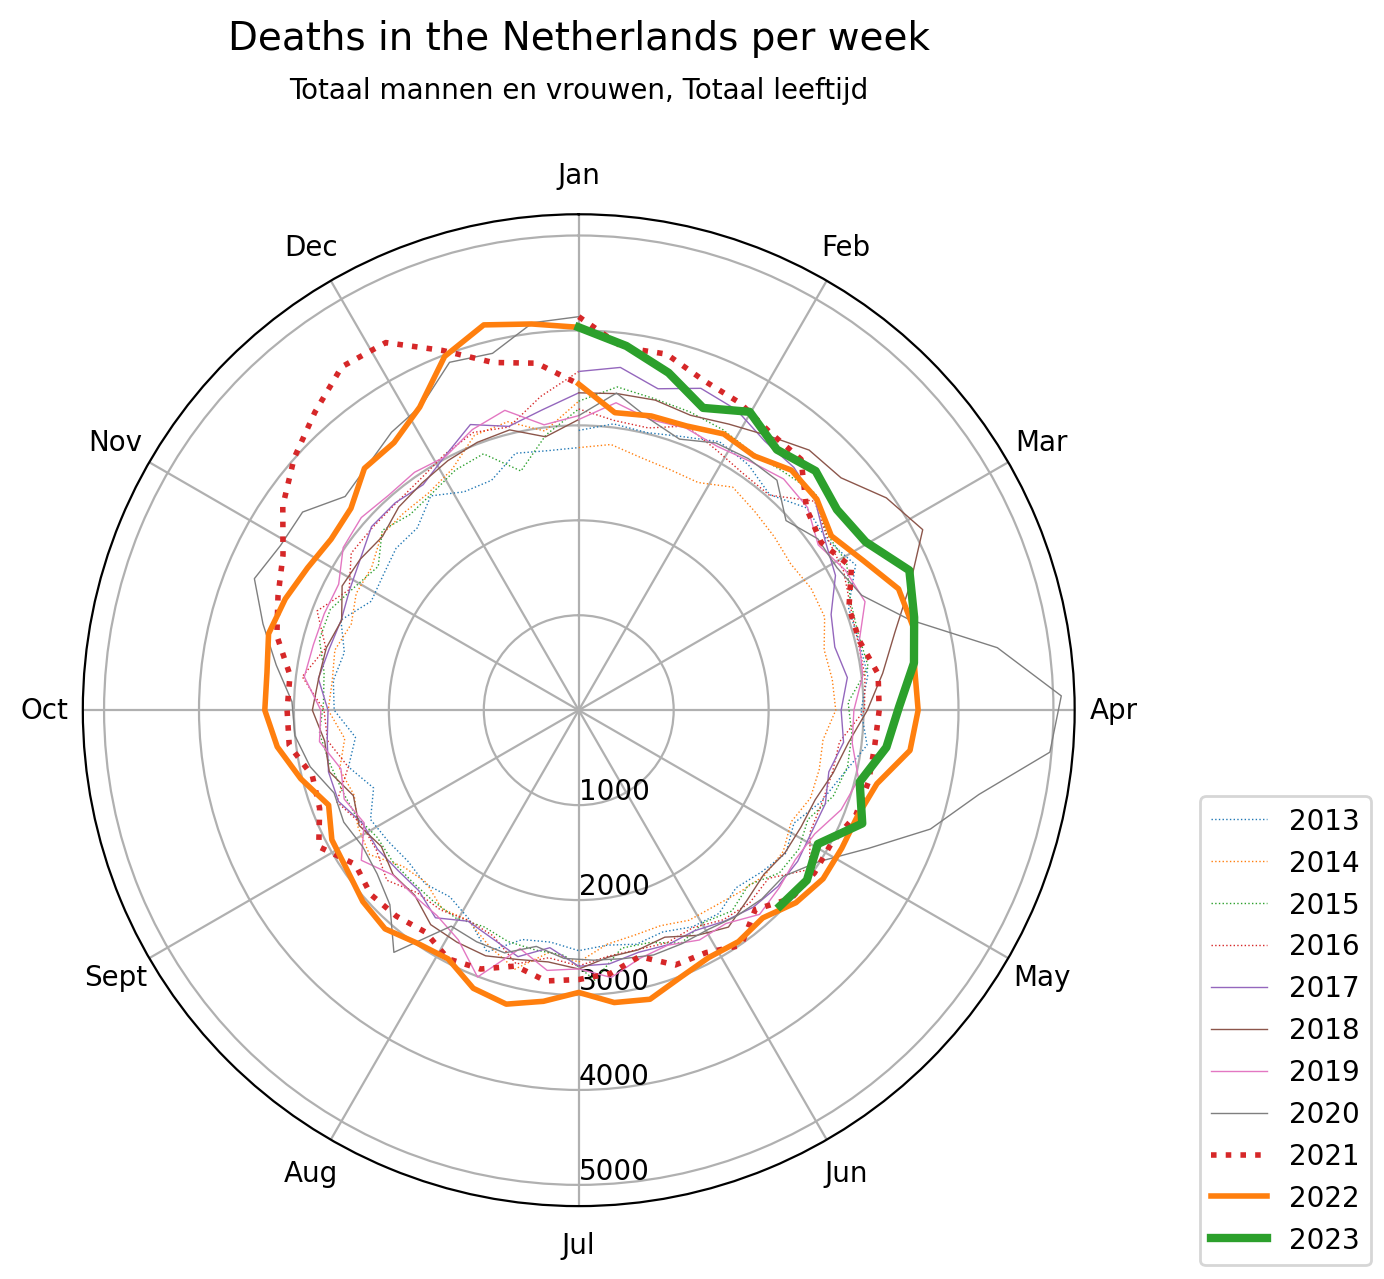 Deaths in the Netherlands per week
Totaal mannen en vrouwen, Totaal leeftijd
Jan
Dec
Feb
Nov
Mar
Oct
Apr
1000
2000
3000
4000
5000
Sept
May
Aug
Jun
Jul
2013
2014
2015
2016
2017
2018
2019
2020
2021
2022
2023